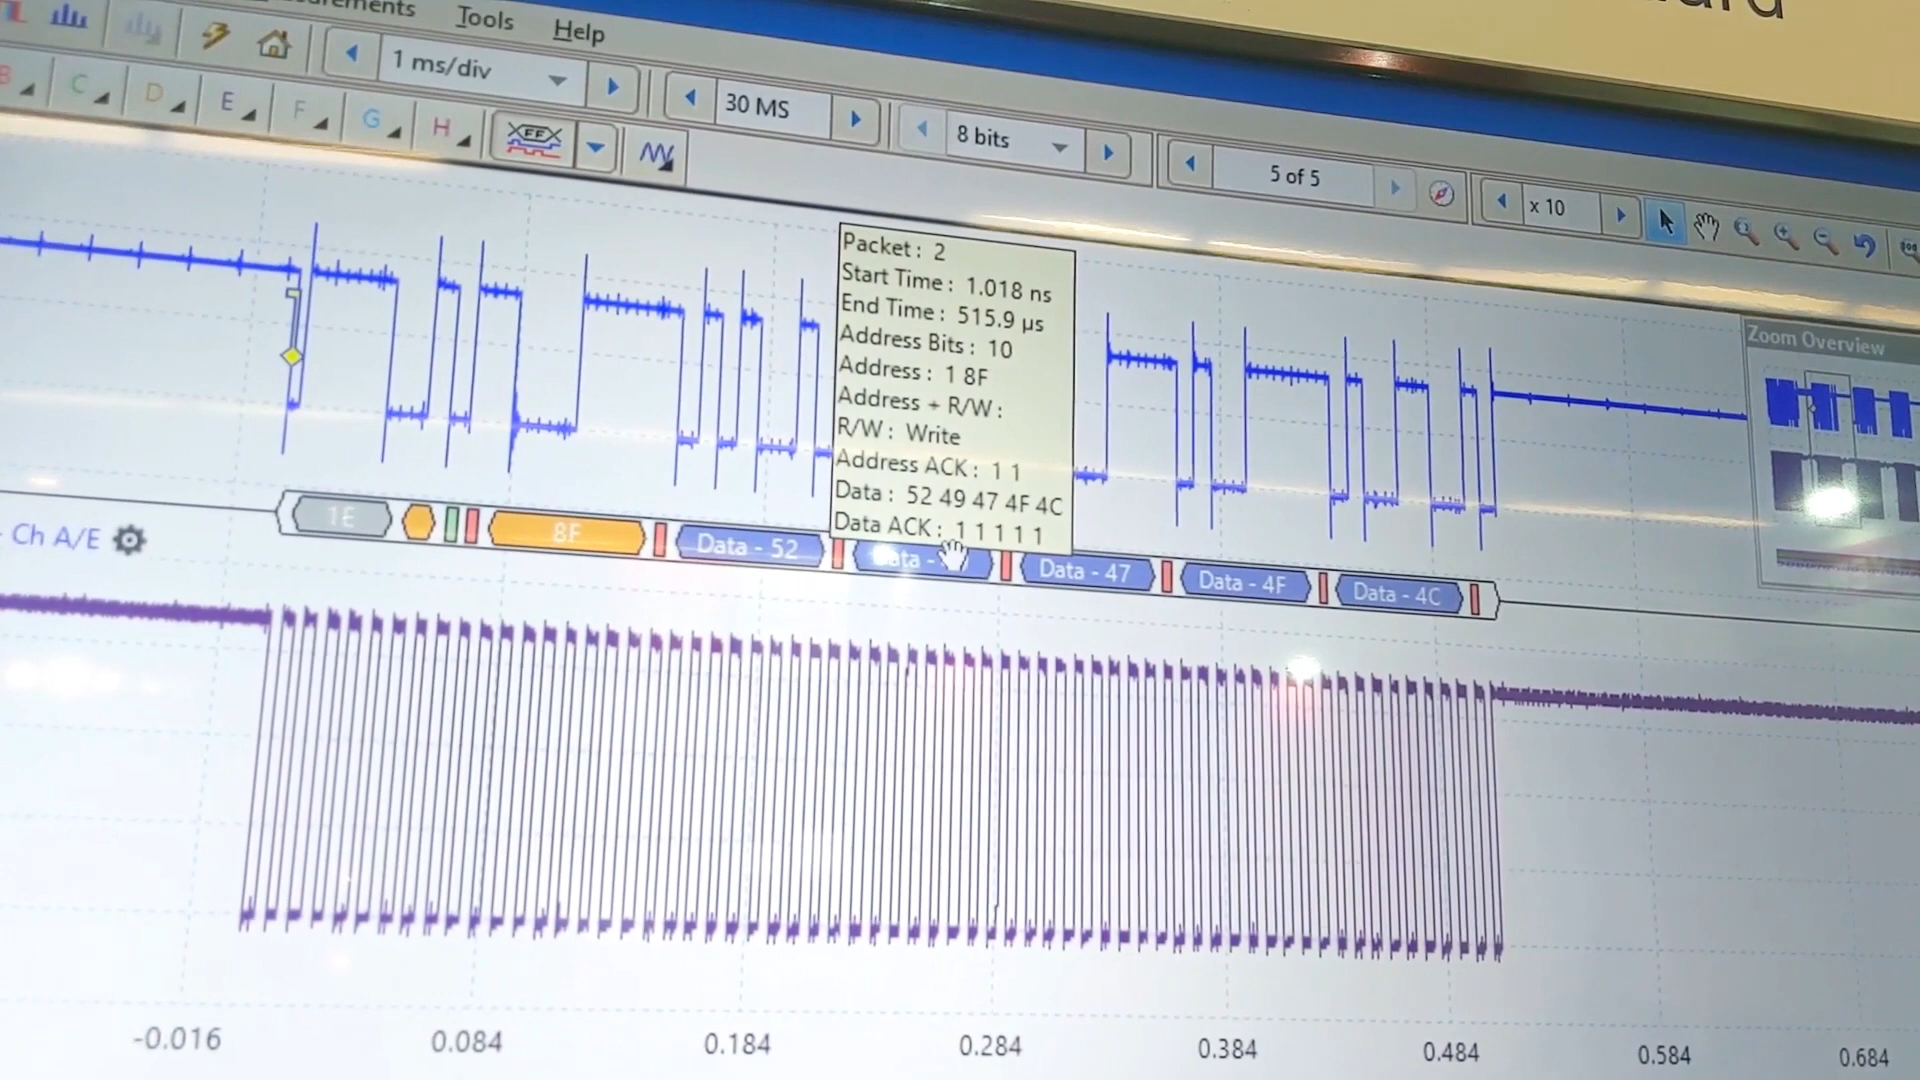 Tools Help
1 ms/div 30 MS 8 bits 5 of 5 x 10
B C D E F G H
Packet : 2
Start Time : 1.018 ns
End Time : 515.9 µs
Address Bits : 10
Address : 1 8F
Address + R/W :
R/W : Write
Address ACK : 1 1
Data : 52 49 47 4F 4C
Data ACK : 1 1 1 1 1
Zoom Overview
Ch A/E 1E 8F Data - 52 Data - 47 Data - 4F Data - 4C
-0.016 0.084 0.184 0.284 0.384 0.484 0.584 0.684